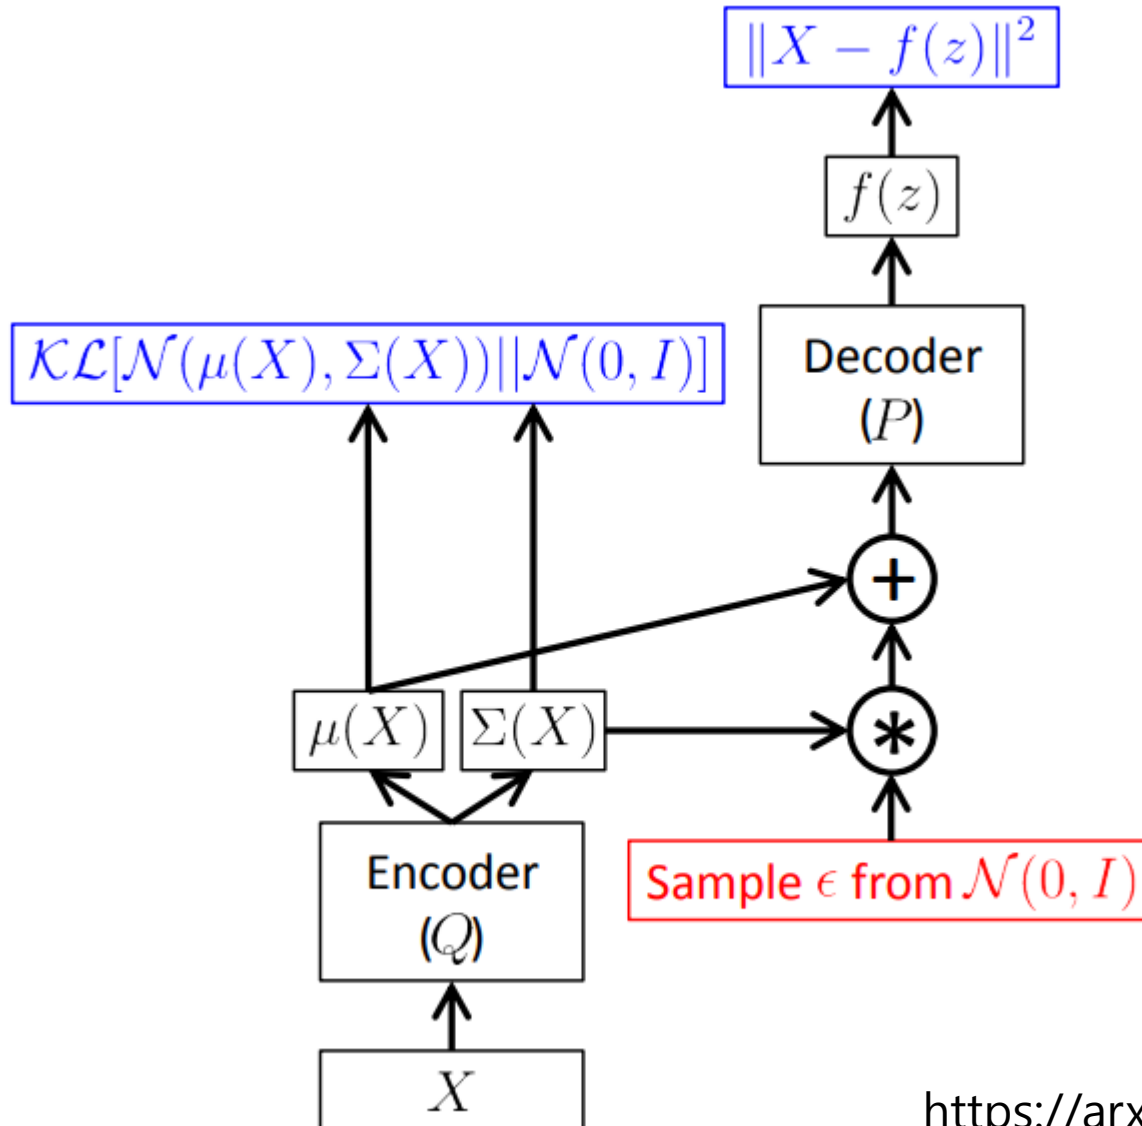 ‖X − f(z)‖²
f(z)
Decoder
(P)
𝒦ℒ[𝒩(μ(X), Σ(X))||𝒩(0, I)]
+
μ(X)
Σ(X)
*
Encoder
(Q)
Sample ϵ from 𝒩(0, I)
X
https://arx